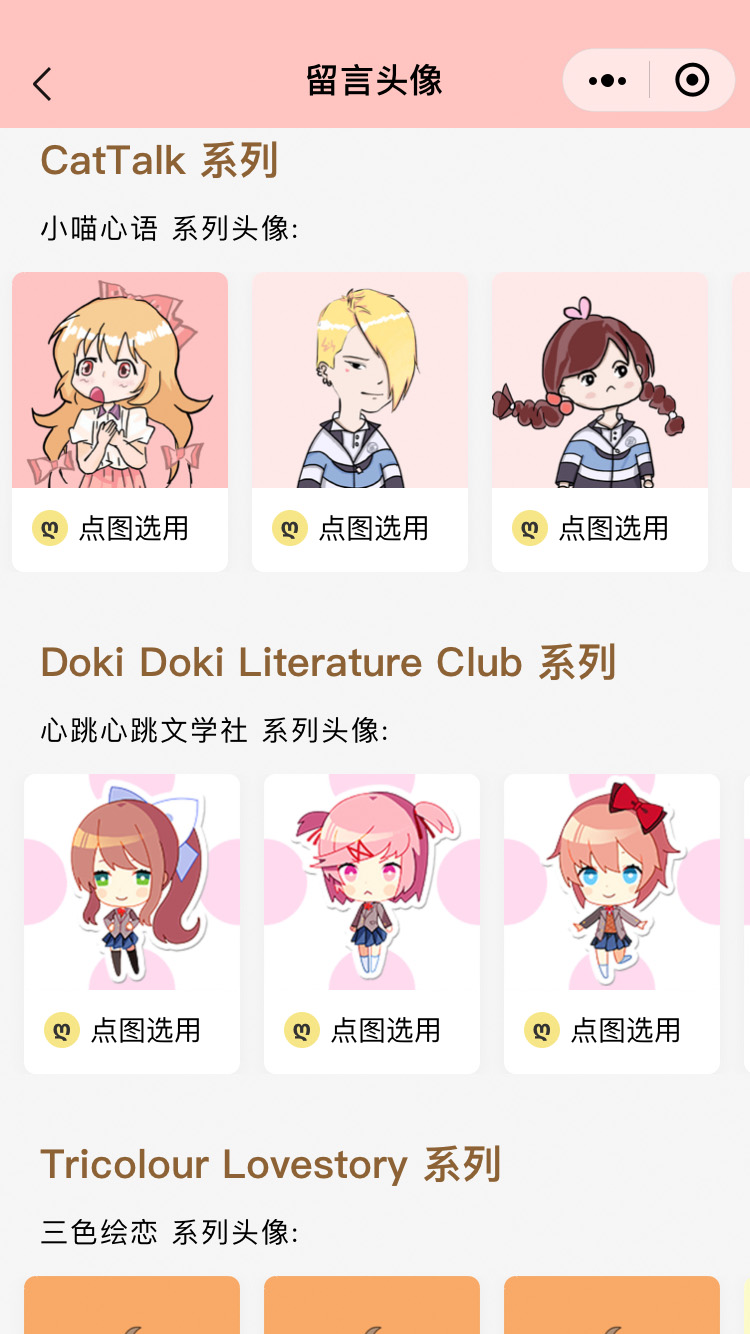 留言头像
CatTalk 系列
小喵心语 系列头像:
点图选用
点图选用
点图选用
Doki Doki Literature Club 系列
心跳心跳文学社 系列头像:
点图选用
点图选用
点图选用
Tricolour Lovestory 系列
三色绘恋 系列头像: